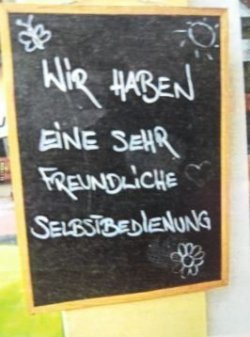 WIR HABEN
EINE SEHR
FREUNDLICHE
SELBSTBEDIENUNG